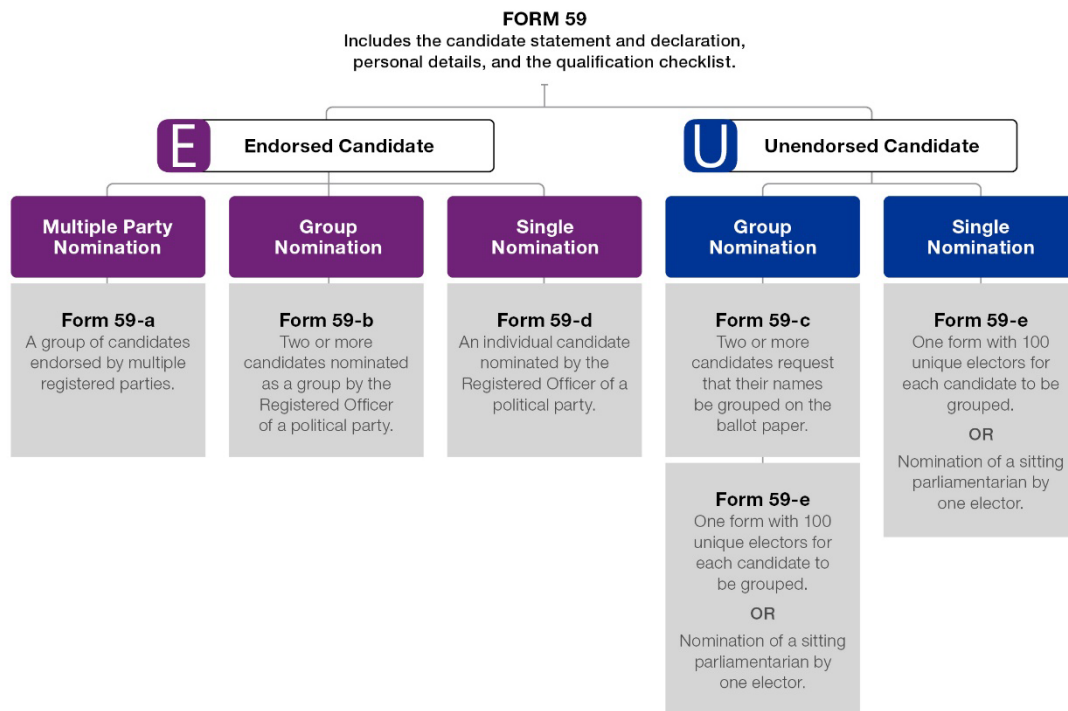 FORM 59
Includes the candidate statement and declaration,
personal details, and the qualification checklist.
E
Endorsed Candidate
U
Unendorsed Candidate
Multiple Party
Nomination
Group
Nomination
Single
Nomination
Group
Nomination
Single
Nomination
Form 59-a
A group of candidates
endorsed by multiple
registered parties.
Form 59-b
Two or more
candidates nominated
as a group by the
Registered Officer
of a political party.
Form 59-d
An individual candidate
nominated by the
Registered Officer of a
political party.
Form 59-c
Two or more
candidates request
that their names
be grouped on the
ballot paper.
Form 59-e
One form with 100
unique electors for
each candidate to
be grouped.
OR
Nomination of a sitting
parliamentarian by
one elector.
Form 59-e
One form with 100
unique electors for
each candidate to be
grouped.
OR
Nomination of a sitting
parliamentarian by
one elector.